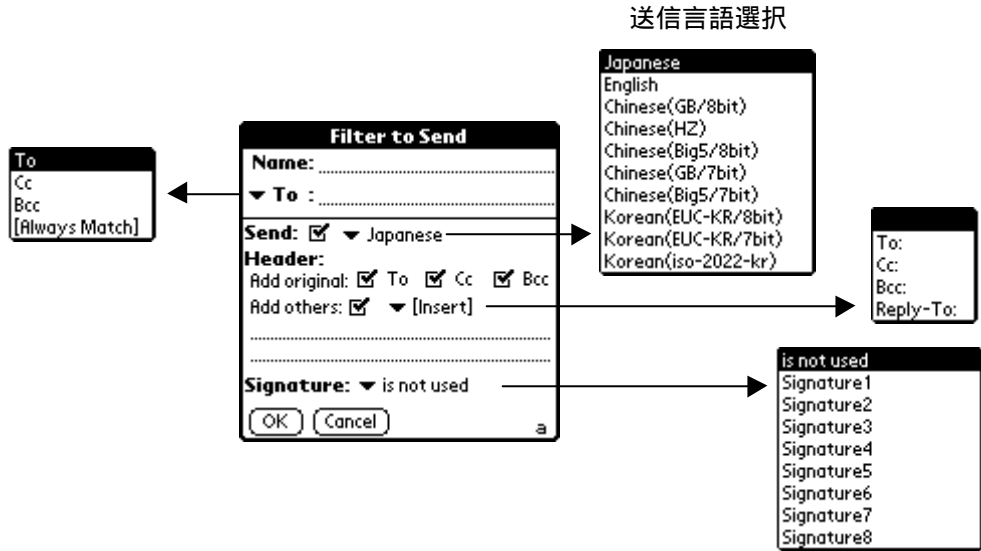 送信言語選択
Japanese
English
Chinese(GB/8bit)
Chinese(HZ)
Chinese(Big5/8bit)
Chinese(GB/7bit)
Chinese(Big5/7bit)
Korean(EUC-KR/8bit)
Korean(EUC-KR/7bit)
Korean(iso-2022-kr)
To
Cc
Bcc
[Always Match]
Filter to Send
Name:
To :
Send: Japanese
Header:
Add original: To Cc Bcc
Add others: [Insert]
Signature: is not used
OK Cancel
a
To:
Cc:
Bcc:
Reply-To:
is not used
Signature1
Signature2
Signature3
Signature4
Signature5
Signature6
Signature7
Signature8